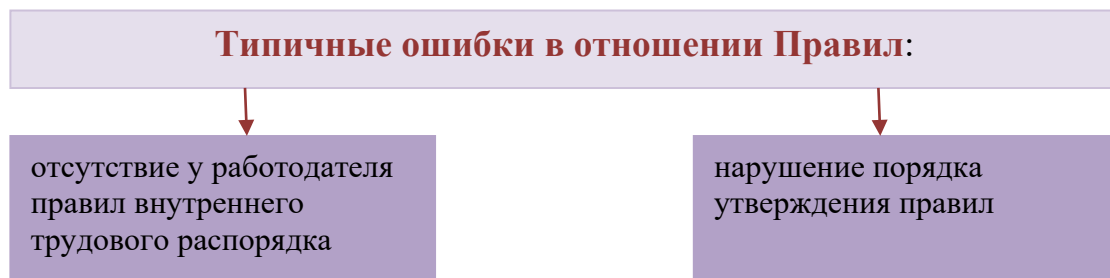 Типичные ошибки в отношении Правил:
отсутствие у работодателя
правил внутреннего
трудового распорядка
нарушение порядка
утверждения правил